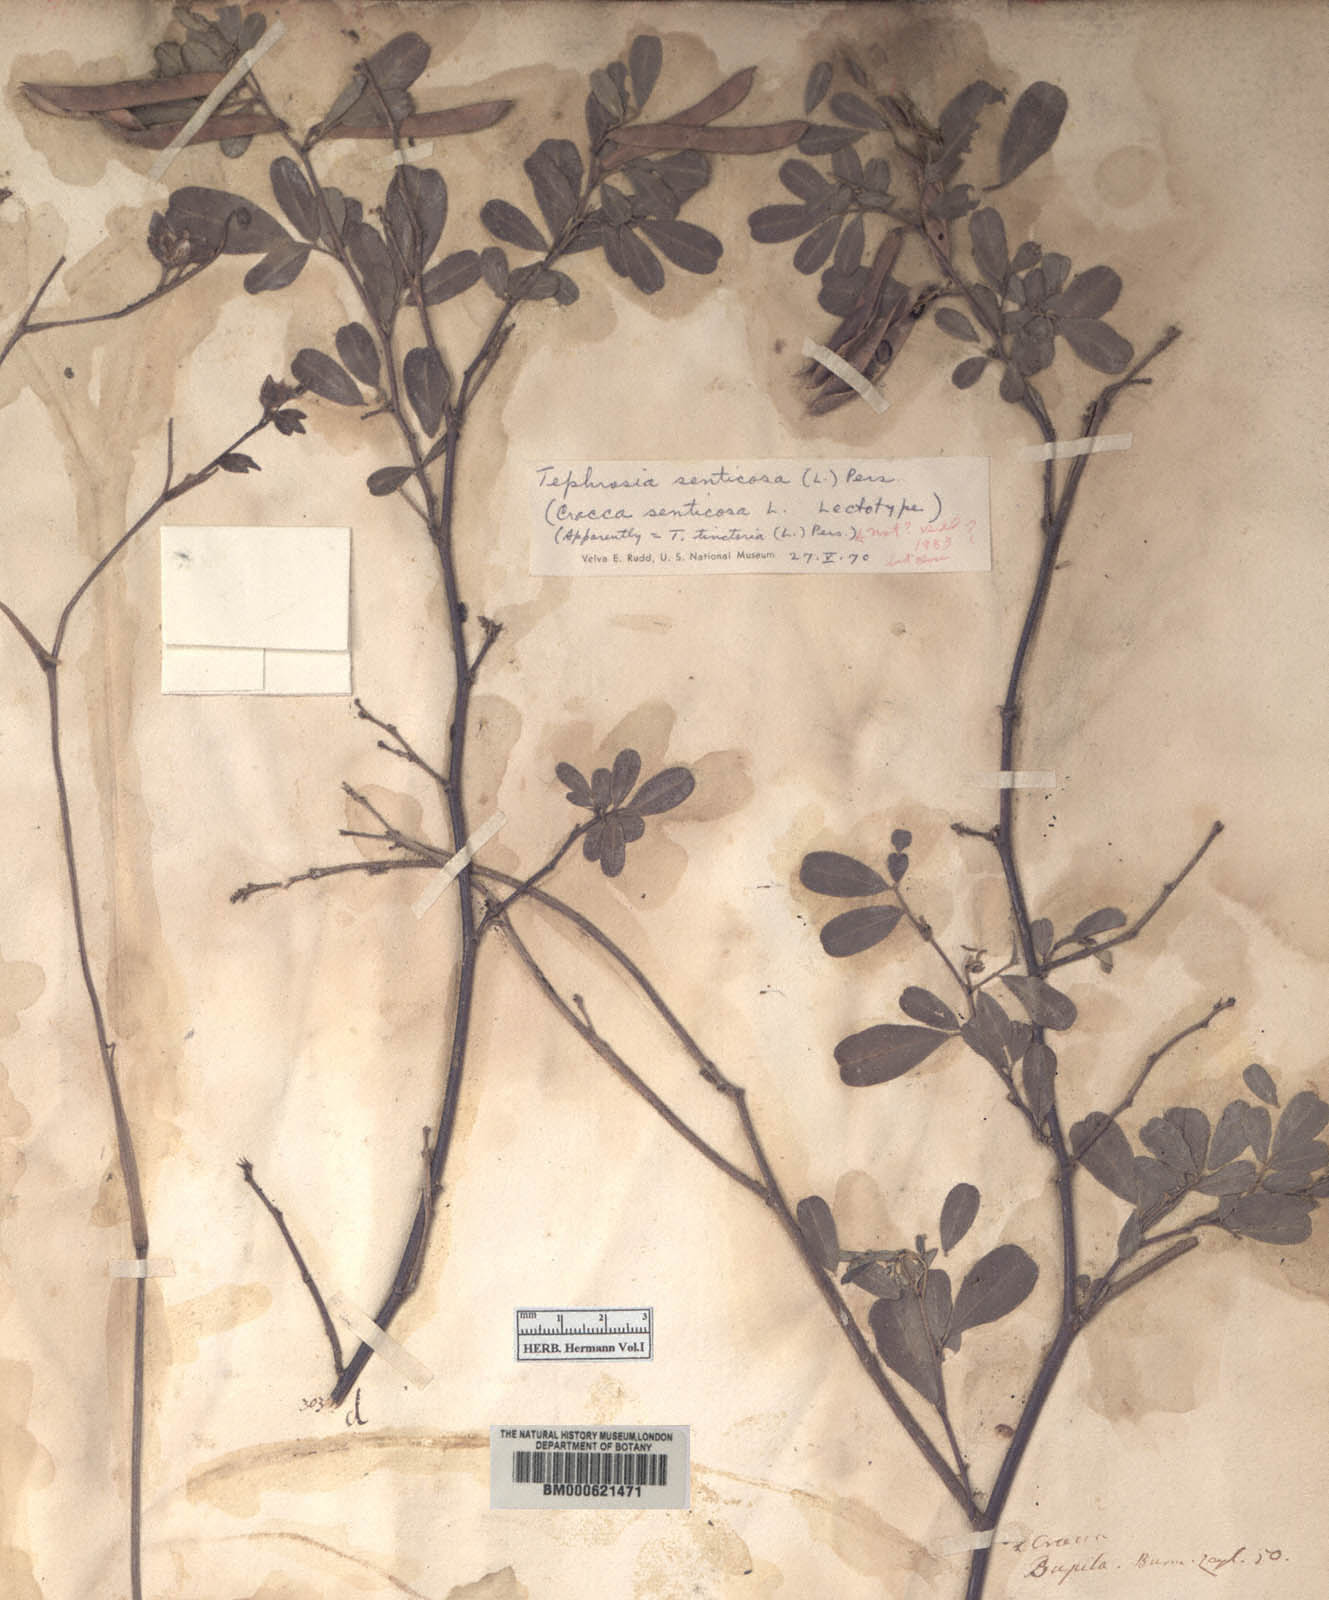 Tephrosia senticosa (L.) Pers.
(Cracca senticosa L. Lectotype)
(Apparently = T. tinctoria (L.) Pers.) not?
1983
Velva E. Rudd, U. S. National Museum 27.V.70
mm 1 2 3
HERB. Hermann Vol.I
303 d
THE NATURAL HISTORY MUSEUM, LONDON
DEPARTMENT OF BOTANY
BM000621471
Cracca
Bupila. Burm. zeyl. 50.